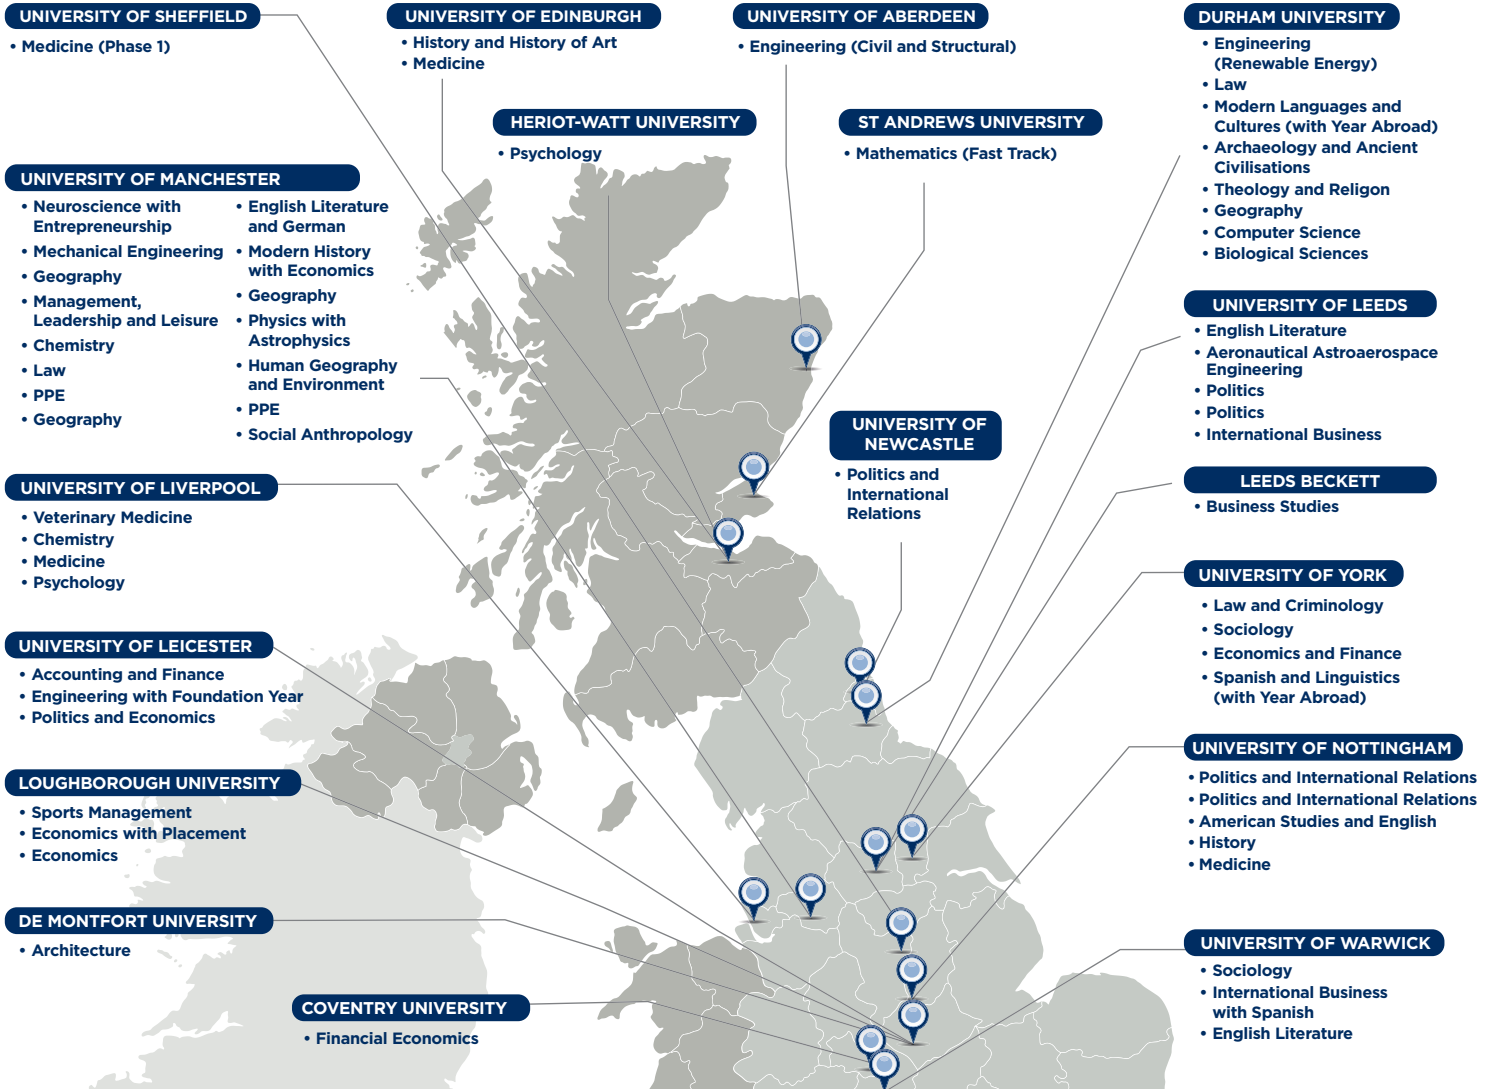 UNIVERSITY OF SHEFFIELD
• Medicine (Phase 1)
UNIVERSITY OF EDINBURGH
• History and History of Art
• Medicine
UNIVERSITY OF ABERDEEN
• Engineering (Civil and Structural)
DURHAM UNIVERSITY
• Engineering
(Renewable Energy)
• Law
• Modern Languages and
Cultures (with Year Abroad)
• Archaeology and Ancient
Civilisations
• Theology and Religon
• Geography
• Computer Science
• Biological Sciences
HERIOT-WATT UNIVERSITY
• Psychology
ST ANDREWS UNIVERSITY
• Mathematics (Fast Track)
UNIVERSITY OF MANCHESTER
• Neuroscience with
Entrepreneurship
• Mechanical Engineering
• Geography
• Management,
Leadership and Leisure
• Chemistry
• Law
• PPE
• Geography
• English Literature
and German
• Modern History
with Economics
• Geography
• Physics with
Astrophysics
• Human Geography
and Environment
• PPE
• Social Anthropology
UNIVERSITY OF LEEDS
• English Literature
• Aeronautical Astroaerospace
Engineering
• Politics
• Politics
• International Business
UNIVERSITY OF
NEWCASTLE
• Politics and
International
Relations
LEEDS BECKETT
• Business Studies
UNIVERSITY OF LIVERPOOL
• Veterinary Medicine
• Chemistry
• Medicine
• Psychology
UNIVERSITY OF YORK
• Law and Criminology
• Sociology
• Economics and Finance
• Spanish and Linguistics
(with Year Abroad)
UNIVERSITY OF LEICESTER
• Accounting and Finance
• Engineering with Foundation Year
• Politics and Economics
UNIVERSITY OF NOTTINGHAM
• Politics and International Relations
• Politics and International Relations
• American Studies and English
• History
• Medicine
LOUGHBOROUGH UNIVERSITY
• Sports Management
• Economics with Placement
• Economics
DE MONTFORT UNIVERSITY
• Architecture
UNIVERSITY OF WARWICK
• Sociology
• International Business
with Spanish
• English Literature
COVENTRY UNIVERSITY
• Financial Economics